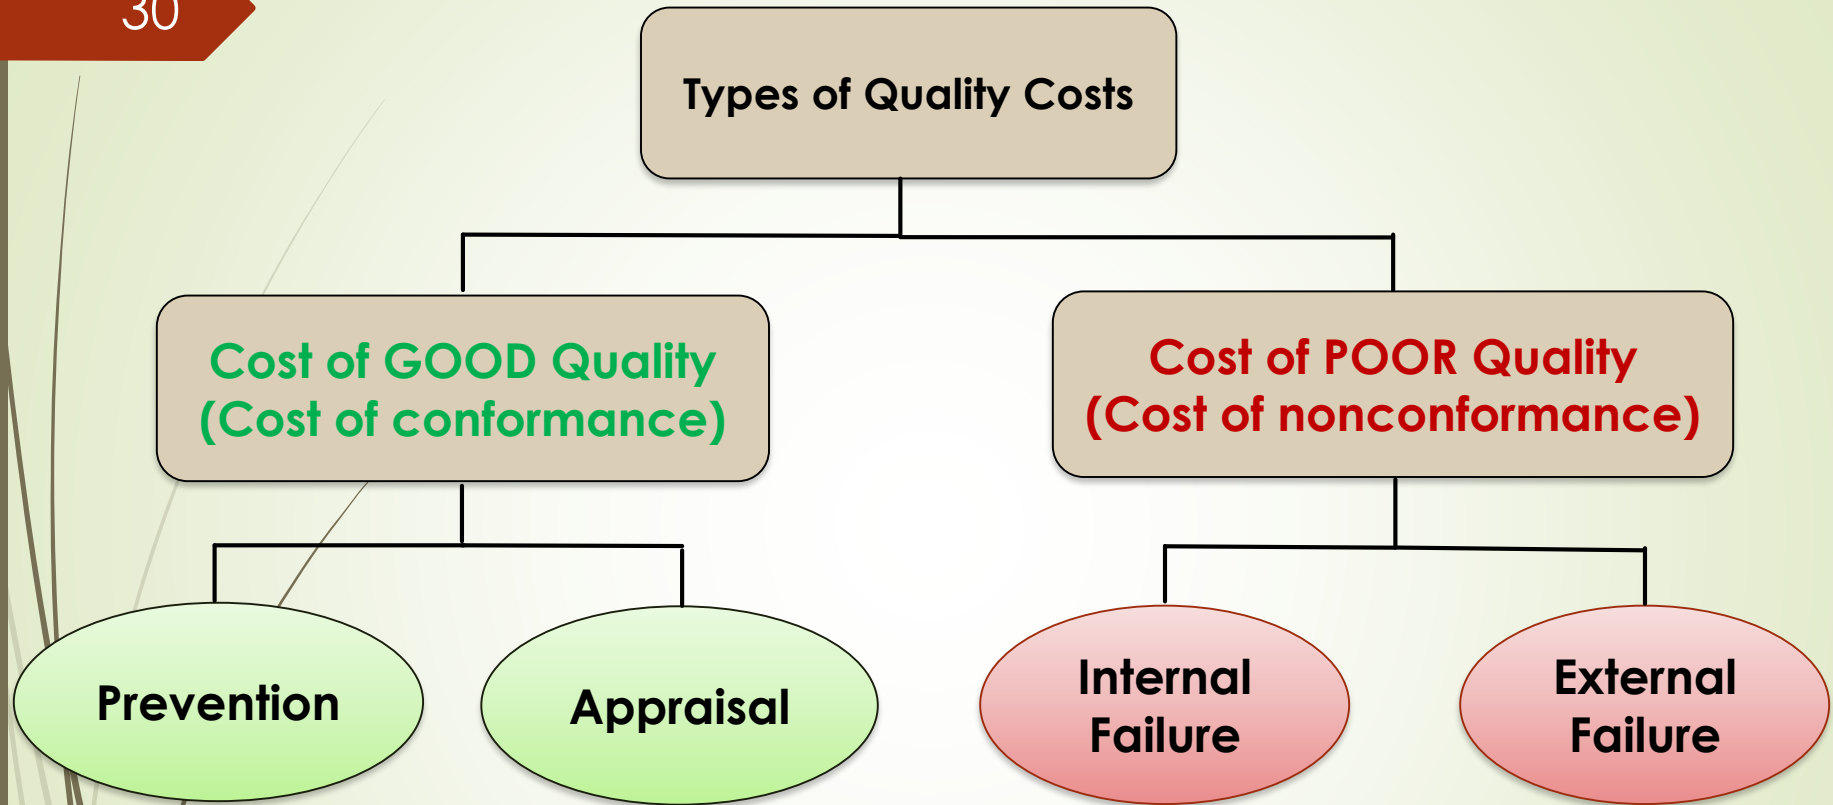 30
Types of Quality Costs
Cost of GOOD Quality
(Cost of conformance)
Cost of POOR Quality
(Cost of nonconformance)
Prevention
Appraisal
Internal
Failure
External
Failure